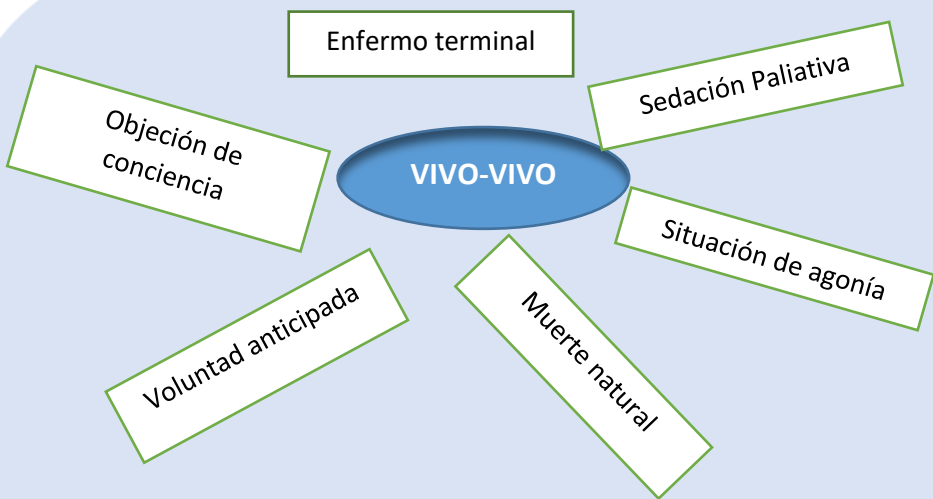 Enfermo terminal
Sedación Paliativa
Objeción de
conciencia
VIVO-VIVO
Situación de agonía
Voluntad anticipada
Muerte natural